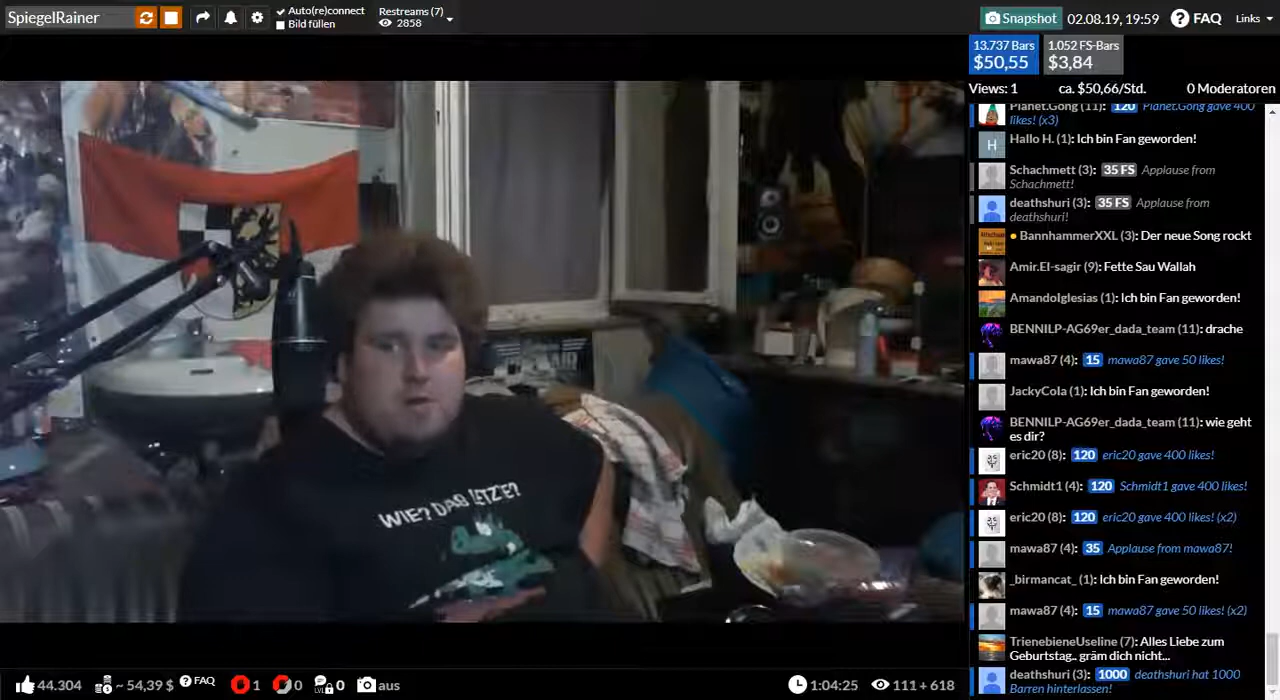 SpiegelRainer
Auto(re)connect
Bild füllen
Restreams (7)
2858
Snapshot
02.08.19, 19:59
FAQ
Links
13.737 Bars
$50,55
1.052 FS-Bars
$3,84
Views: 1
ca. $50,66/Std.
0 Moderatoren
Planet.Gong (11): 120 Planet.Gong gave 400
likes! (x3)
H
Hallo H. (1): Ich bin Fan geworden!
Schachmett (3): 35 FS Applause from
Schachmett!
deathshuri (3): 35 FS Applause from
deathshuri!
BannhammerXXL (3): Der neue Song rockt
Amir.El-sagir (9): Fette Sau Wallah
AmandoIglesias (1): Ich bin Fan geworden!
BENNILP-AG69er_dada_team (11): drache
mawa87 (4): 15 mawa87 gave 50 likes!
JackyCola (1): Ich bin Fan geworden!
BENNILP-AG69er_dada_team (11): wie geht
es dir?
eric20 (8): 120 eric20 gave 400 likes!
Schmidt1 (4): 120 Schmidt1 gave 400 likes!
eric20 (8): 120 eric20 gave 400 likes! (x2)
mawa87 (4): 35 Applause from mawa87!
_birmancat_ (1): Ich bin Fan geworden!
mawa87 (4): 15 mawa87 gave 50 likes! (x2)
TrienebieneUseline (7): Alles Liebe zum
Geburtstag.. gräm dich nicht...
deathshuri (3): 1000 deathshuri hat 1000
Barren hinterlassen!
WIE? DAS LETZE?
44.304
~ 54,39 $
FAQ
1
0
LVL
0
aus
1:04:25
111 + 618